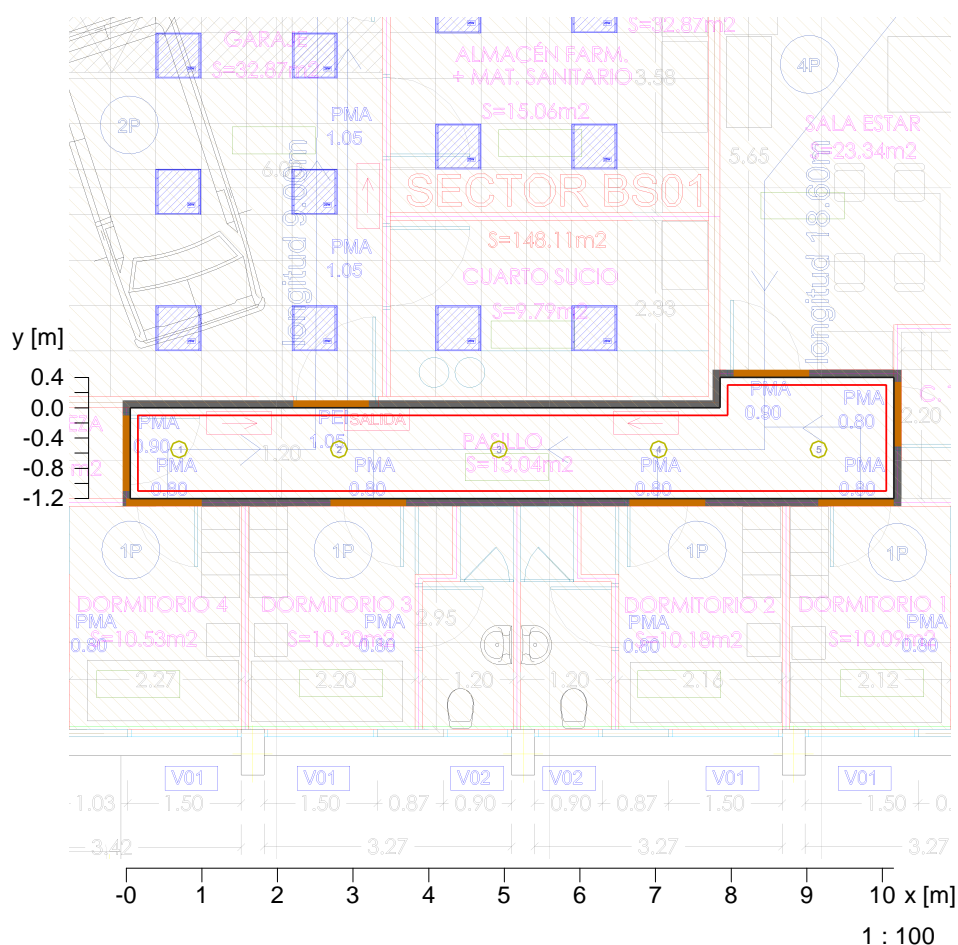 GARAJE
S=32.87m2
S=32.87m2
ALMACÉN FARM.
+ MAT. SANITARIO
3.58
S=15.06m2
4P
2P
PMA
1.05
SALA ESTAR
S=23.34m2
5.65
longitud 9.09m
longitud 18.60m
SECTOR BS01
S=148.11m2
PMA
1.05
CUARTO SUCIO
S=9.79m2
2.33
y [m]
0.4
0.0
-0.4
-0.8
-1.2
PMA
0.90
PMA
0.80
C.
2.20
PMA
0.90
1.20
1.05
SALIDA
PASILLO
S=13.04m2
1
2
3
4
5
PMA
0.80
PMA
0.80
PMA
0.80
PMA
0.80
1P
1P
1P
1P
DORMITORIO 4
S=10.53m2
PMA
0.80
DORMITORIO 3
S=10.30m2
PMA
0.80
2.95
DORMITORIO 2
S=10.18m2
PMA
0.80
DORMITORIO 1
S=10.09m2
PMA
0.80
2.27
2.20
1.20
1.20
2.16
2.12
V01
V01
V02
V02
V01
V01
1.03
1.50
1.50
0.87
0.90
0.90
0.87
1.50
1.50
3.42
3.27
3.27
3.27
-0 1 2 3 4 5 6 7 8 9 10 x [m]
1 : 100